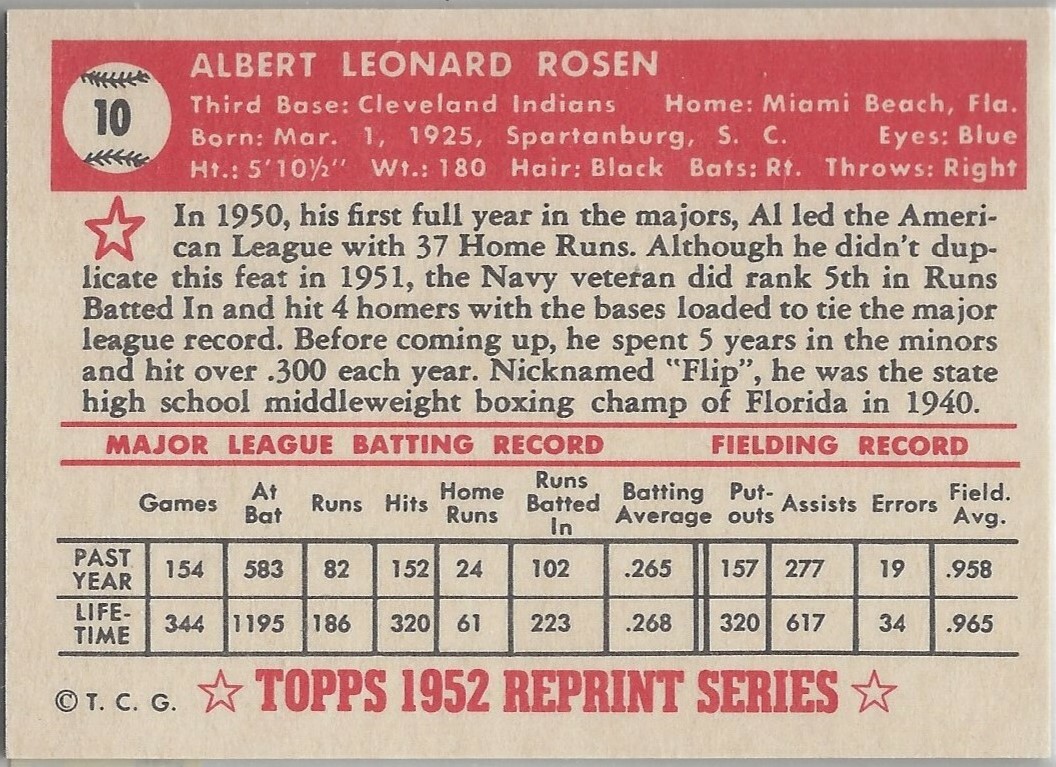 10
ALBERT LEONARD ROSEN
Third Base: Cleveland Indians Home: Miami Beach, Fla.
Born: Mar. 1, 1925, Spartanburg, S. C. Eyes: Blue
Ht.: 5'10½" Wt.: 180 Hair: Black Bats: Rt. Throws: Right
In 1950, his first full year in the majors, Al led the Ameri-
can League with 37 Home Runs. Although he didn't dup-
licate this feat in 1951, the Navy veteran did rank 5th in Runs
Batted In and hit 4 homers with the bases loaded to tie the major
league record. Before coming up, he spent 5 years in the minors
and hit over .300 each year. Nicknamed "Flip", he was the state
high school middleweight boxing champ of Florida in 1940.
MAJOR LEAGUE BATTING RECORD FIELDING RECORD
Games At Bat Runs Hits Home Runs Runs Batted In Batting Average Put-outs Assists Errors Field. Avg.
PAST YEAR 154 583 82 152 24 102 .265 157 277 19 .958
LIFE-TIME 344 1195 186 320 61 223 .268 320 617 34 .965
© T. C. G. TOPPS 1952 REPRINT SERIES